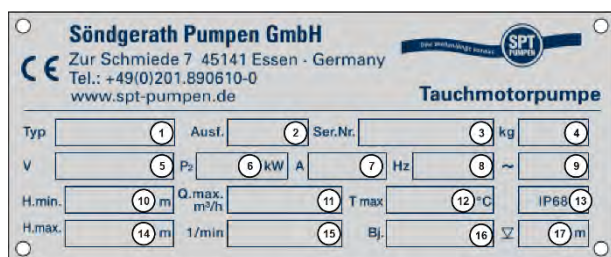 Söndgerath Pumpen GmbH
Zur Schmiede 7 45141 Essen - Germany
Tel.: +49(0)201.890610-0
www.spt-pumpen.de
SPT
PUMPEN
Tauchmotorpumpe
Typ 1 Ausf. 2 Ser.Nr. 3 kg 4
V 5 P2 6 kW A 7 Hz 8 ~ 9
H.min. 10 m Q.max. m³/h 11 T max 12 °C IP68 13
H.max. 14 m 1/min 15 Bj. 16 17 m